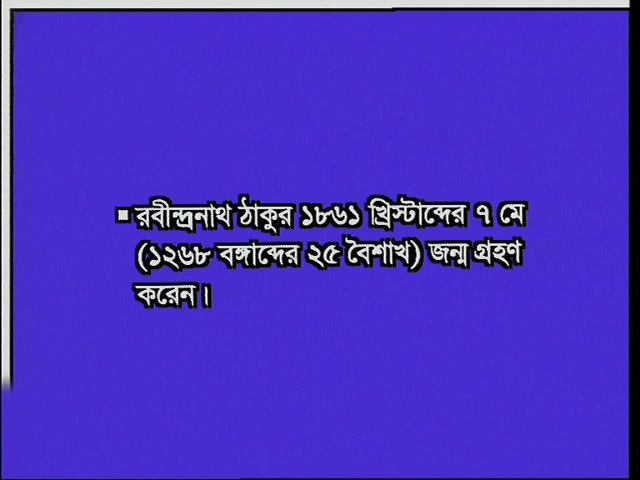 ▪ রবীন্দ্রনাথ ঠাকুর ১৮৬১ খ্রিস্টাব্দের ৭ মে
(১২৬৮ বঙ্গাব্দের ২৫ বৈশাখ) জন্ম গ্রহণ
করেন।